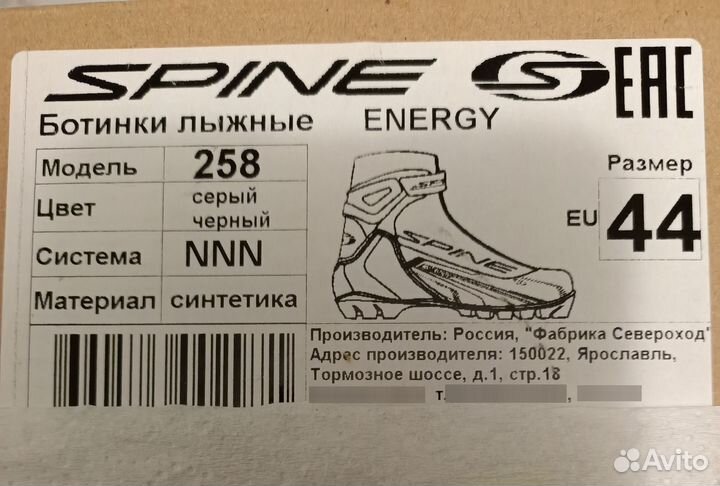 SPINE S EAC
Ботинки лыжные ENERGY
Модель 258
Цвет серый черный
Система NNN
Материал синтетика
Размер
EU 44
SPINE
Производитель: Россия, "Фабрика Североход"
Адрес производителя: 150022, Ярославль,
Тормозное шоссе, д.1, стр.18
т.
Avito